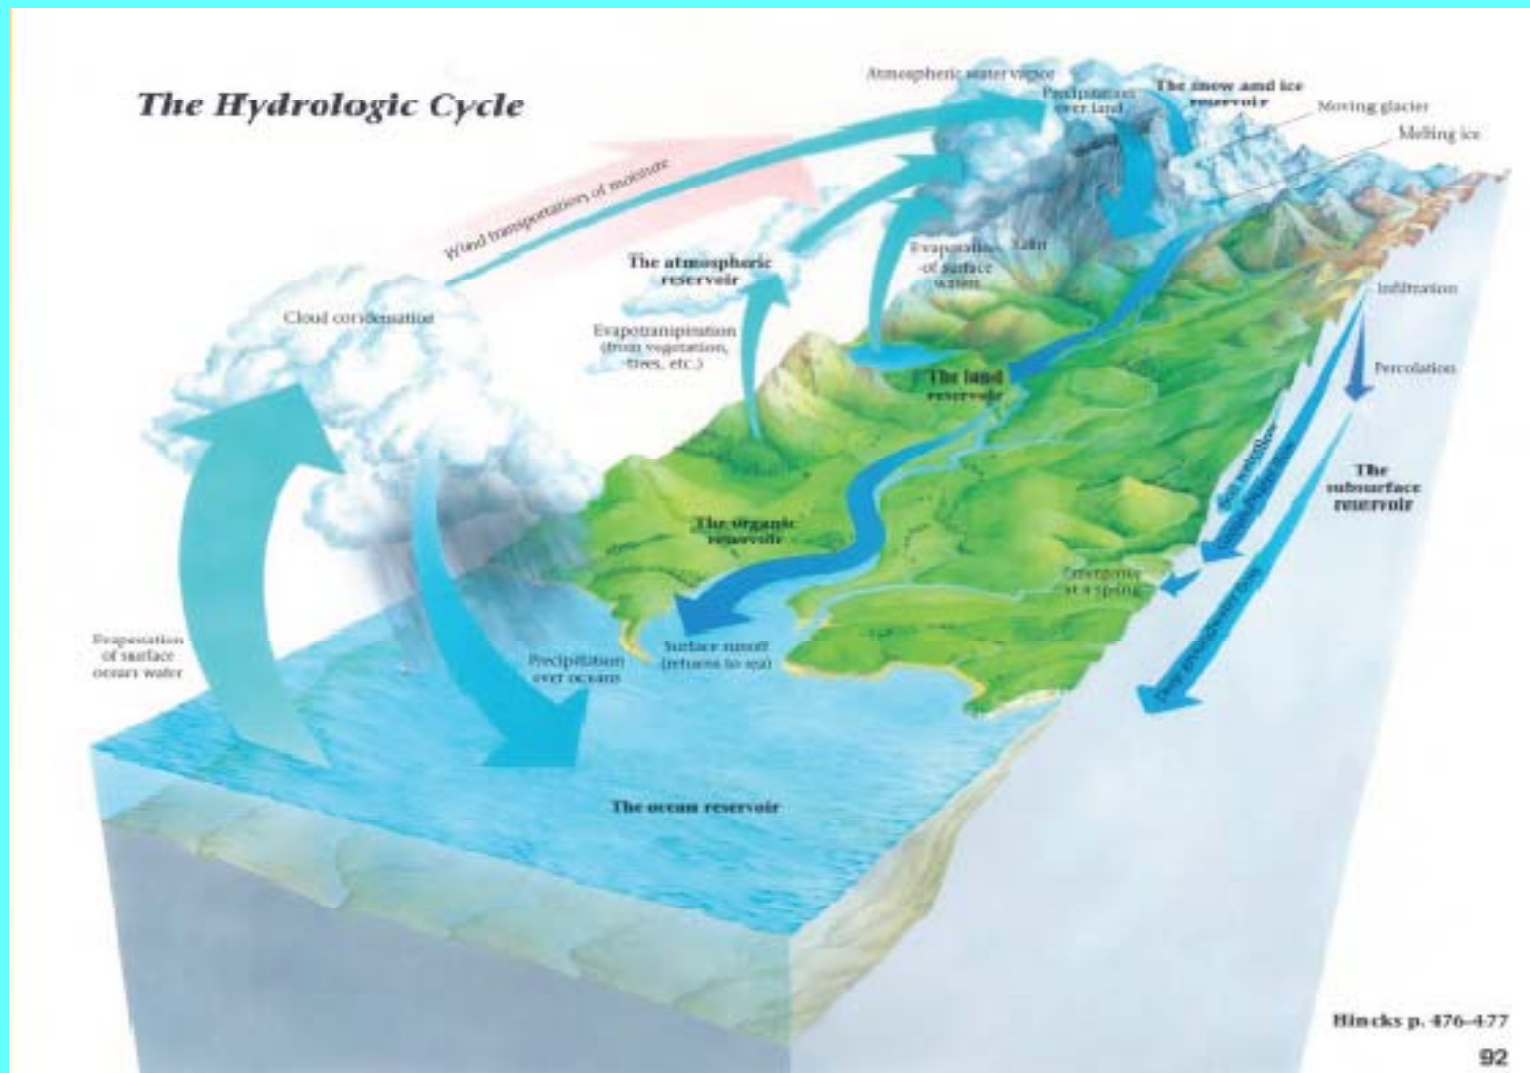 The Hydrologic Cycle
Atmospheric water vapor
Precipitation
over land
The snow and ice
reservoir
Moving glacier
Melting ice
Wind transportation of moisture
The atmospheric
reservoir
Evaporation
of surface
water
Rain
Infiltration
Cloud condensation
Evapotranspiration
(from vegetation,
trees, etc.)
The land
reservoir
Percolation
The
subsurface
reservoir
The organic
reservoir
Emergence
at a spring
Deep groundwater flow
Evaporation
of surface
ocean water
Precipitation
over oceans
Surface runoff
(returns to sea)
The ocean reservoir
Hincks p. 476-477
92